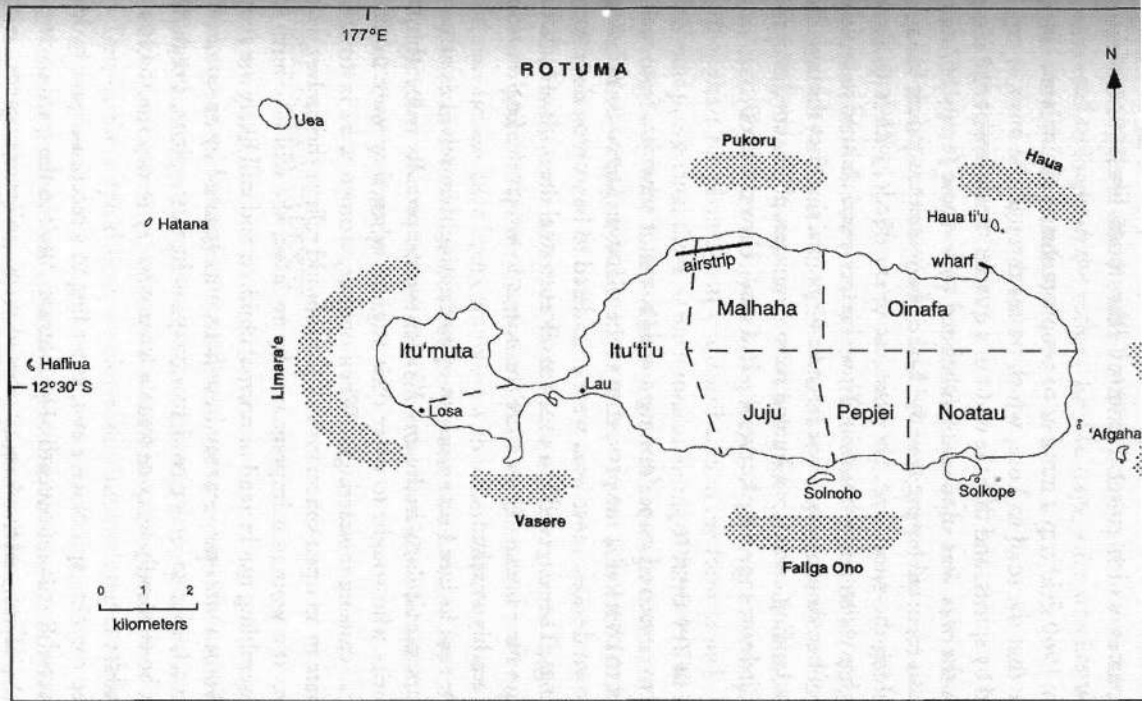 177°E
ROTUMA
N
Uea
Pukoru
Haua
Hatana
Haua ti'u
wharf
airstrip
Malhaha
Oinafa
Limara'e
Itu'muta
Itu'ti'u
Hafliua
12°30' S
Lau
Losa
Juju
Pepjei
Noatau
'Afgaha
Solnoho
Solkope
Vasere
Faliga Ono
0 1 2
kilometers